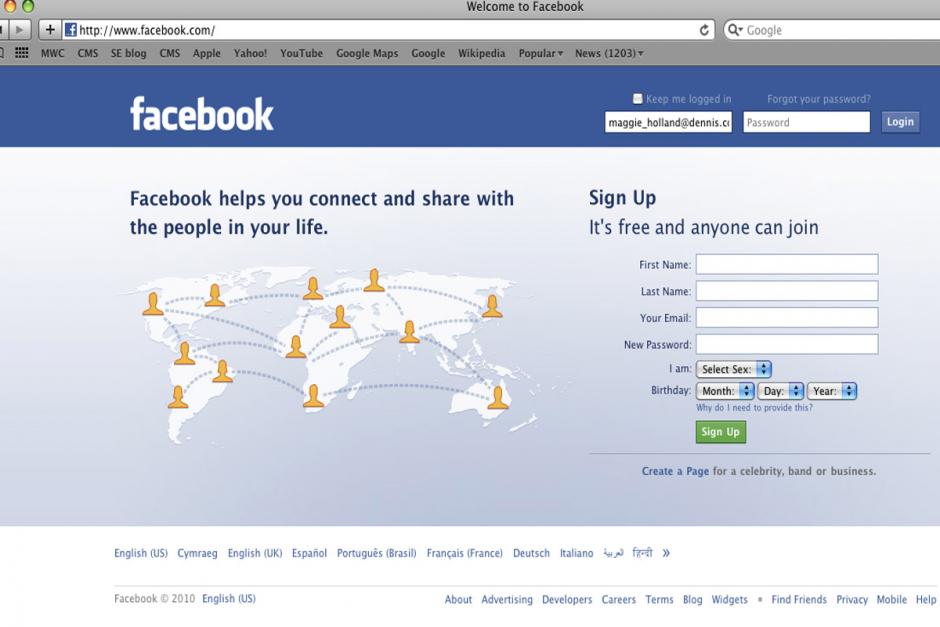 Welcome to Facebook
http://www.facebook.com/
Google
MWC CMS SE blog CMS Apple Yahoo! YouTube Google Maps Google Wikipedia Popular News (1203)
facebook
Keep me logged in Forgot your password?
maggie_holland@dennis.cc Password Login
Facebook helps you connect and share with
the people in your life.
Sign Up
It's free and anyone can join
First Name:
Last Name:
Your Email:
New Password:
I am: Select Sex:
Birthday: Month: Day: Year:
Why do I need to provide this?
Sign Up
Create a Page for a celebrity, band or business.
English (US) Cymraeg English (UK) Español Português (Brasil) Français (France) Deutsch Italiano العربية हिन्दी »
Facebook © 2010 English (US)
About Advertising Developers Careers Terms Blog Widgets • Find Friends Privacy Mobile Help